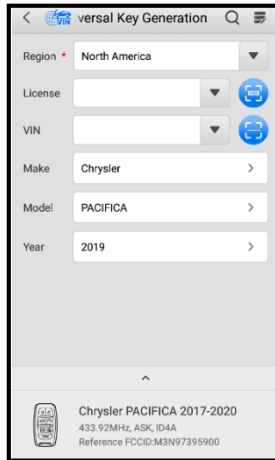 VIN versal Key Generation
Region * North America
License
VIN
Make Chrysler
Model PACIFICA
Year 2019
Chrysler PACIFICA 2017-2020
433.92MHz, ASK, ID4A
Reference FCCID:M3N97395900